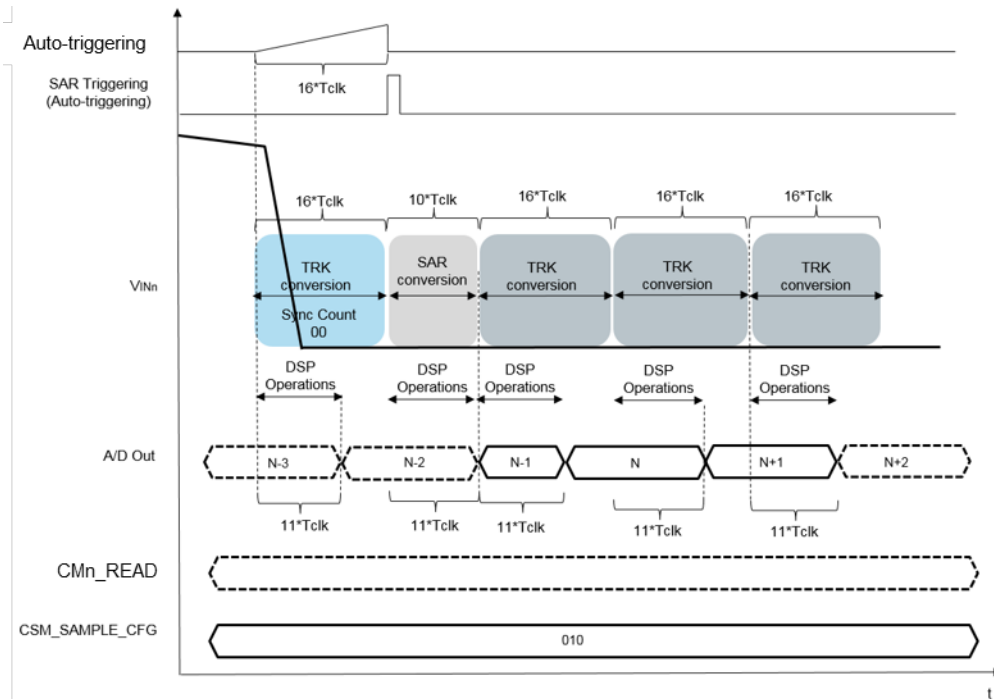 Auto-triggering
16*Tclk
SAR Triggering
(Auto-triggering)
16*Tclk
10*Tclk
16*Tclk
16*Tclk
16*Tclk
VINn
TRK
conversion
Sync Count
00
SAR
conversion
TRK
conversion
TRK
conversion
TRK
conversion
DSP
Operations
DSP
Operations
DSP
Operations
DSP
Operations
DSP
Operations
A/D Out
N-3
N-2
N-1
N
N+1
N+2
11*Tclk
11*Tclk
11*Tclk
11*Tclk
11*Tclk
CMn_READ
CSM_SAMPLE_CFG
010
t